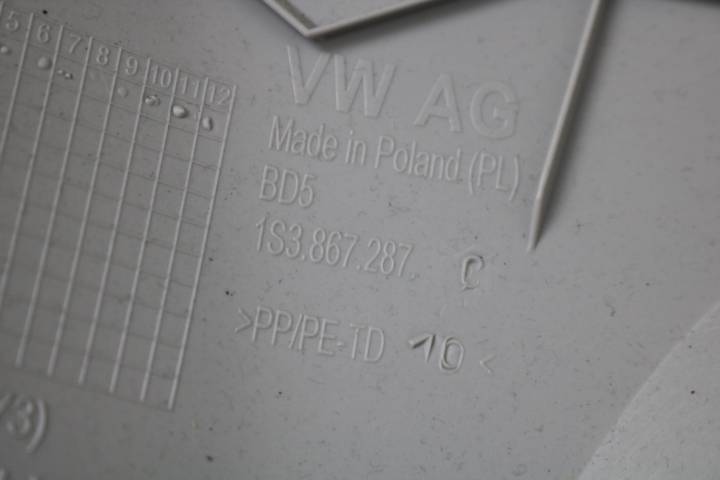 5 6 7 8 9 10 11 12
VW AG
Made in Poland (PL)
BD5
1S3.867.287. C
>PP/PE-TD 10<
/3)